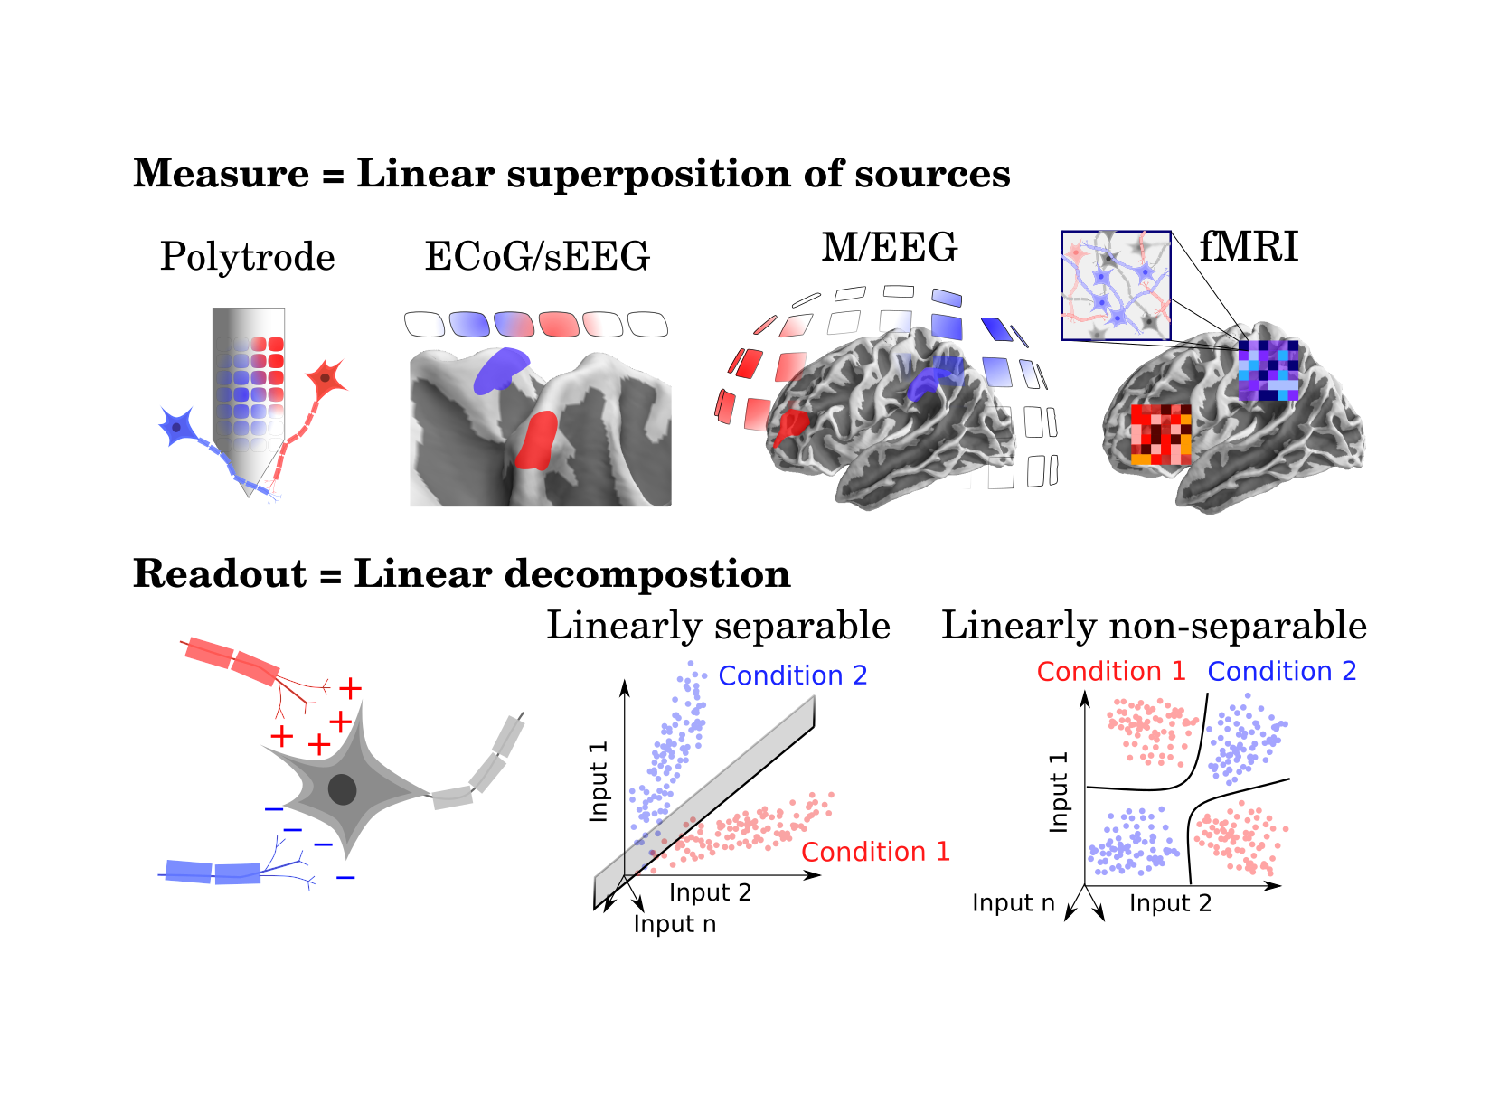 Measure = Linear superposition of sources
Polytrode
ECoG/sEEG
M/EEG
fMRI
Readout = Linear decompostion
Linearly separable
Linearly non-separable
+
+
+
+
−
−
−
−
Condition 2
Input 1
Condition 1
Input 2
Input n
Condition 1 Condition 2
Input 1
Input n
Input 2